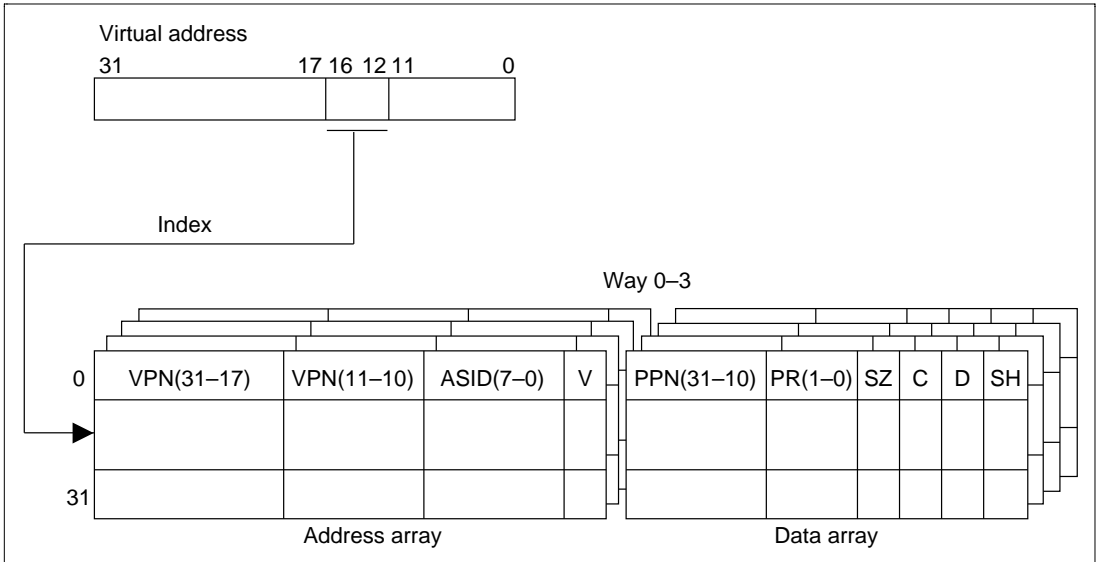 Virtual address
31 17 16 12 11 0
Index
Way 0–3
0 VPN(31–17) VPN(11–10) ASID(7–0) V PPN(31–10) PR(1–0) SZ C D SH
31
Address array Data array